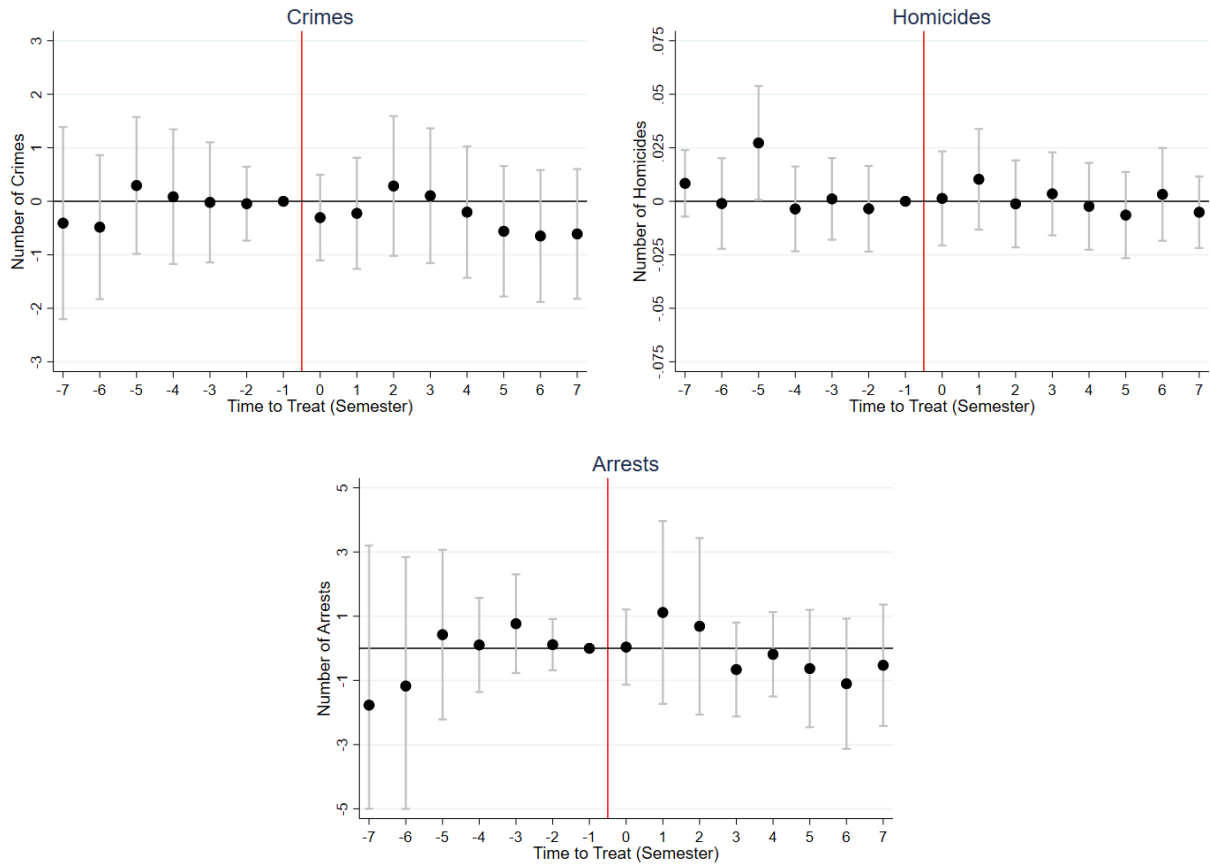 Crimes
Number of Crimes
3
2
1
0
-1
-2
-3
-7 -6 -5 -4 -3 -2 -1 0 1 2 3 4 5 6 7
Time to Treat (Semester)
Homicides
Number of Homicides
.075
.05
.025
0
-.025
-.05
-.075
-7 -6 -5 -4 -3 -2 -1 0 1 2 3 4 5 6 7
Time to Treat (Semester)
Arrests
Number of Arrests
5
3
1
-1
-3
-5
-7 -6 -5 -4 -3 -2 -1 0 1 2 3 4 5 6 7
Time to Treat (Semester)